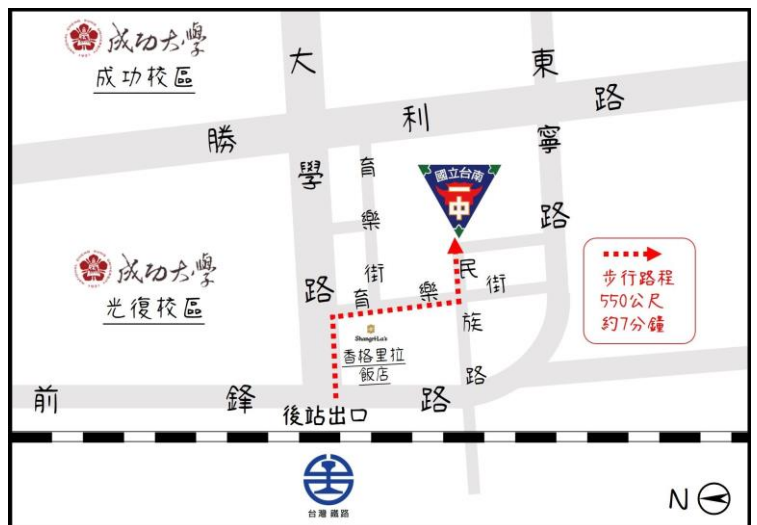 成功大學
成功校區
大學路
東寧路
勝利路
國立台南
一中
育樂街
成功大學
光復校區
育樂街
民族路
步行路程
550公尺
約7分鐘
Shangri-La's
香格里拉
飯店
前鋒路
後站出口
台灣鐵路
N